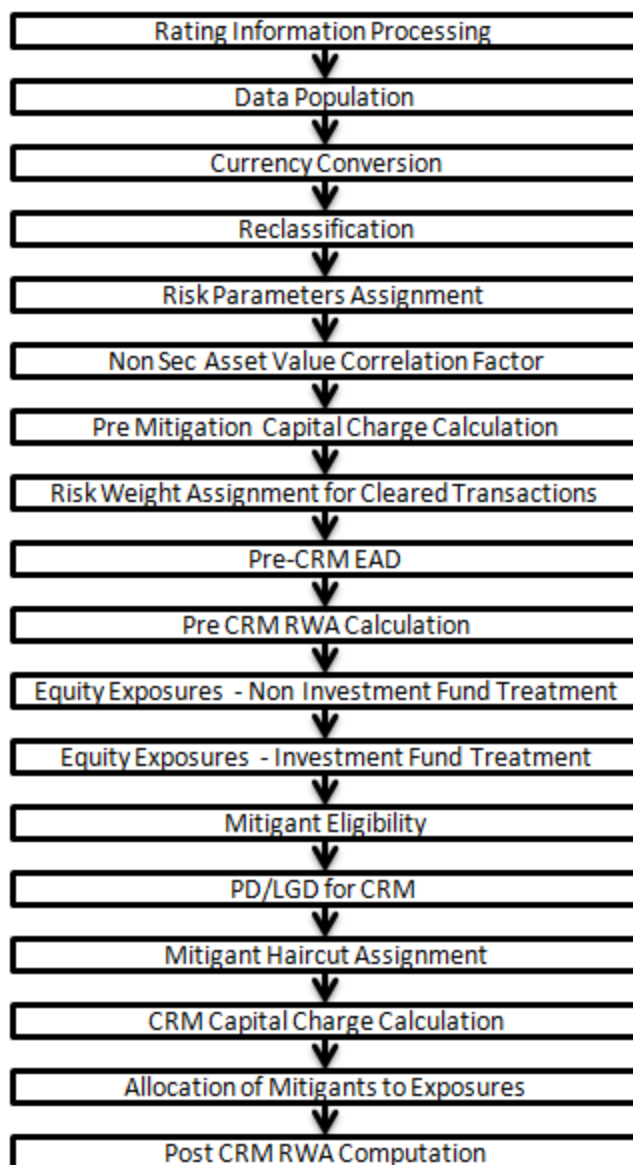 Rating Information Processing
Data Population
Currency Conversion
Reclassification
Risk Parameters Assignment
Non Sec Asset Value Correlation Factor
Pre Mitigation Capital Charge Calculation
Risk Weight Assignment for Cleared Transactions
Pre-CRM EAD
Pre CRM RWA Calculation
Equity Exposures - Non Investment Fund Treatment
Equity Exposures - Investment Fund Treatment
Mitigant Eligibility
PD/LGD for CRM
Mitigant Haircut Assignment
CRM Capital Charge Calculation
Allocation of Mitigants to Exposures
Post CRM RWA Computation